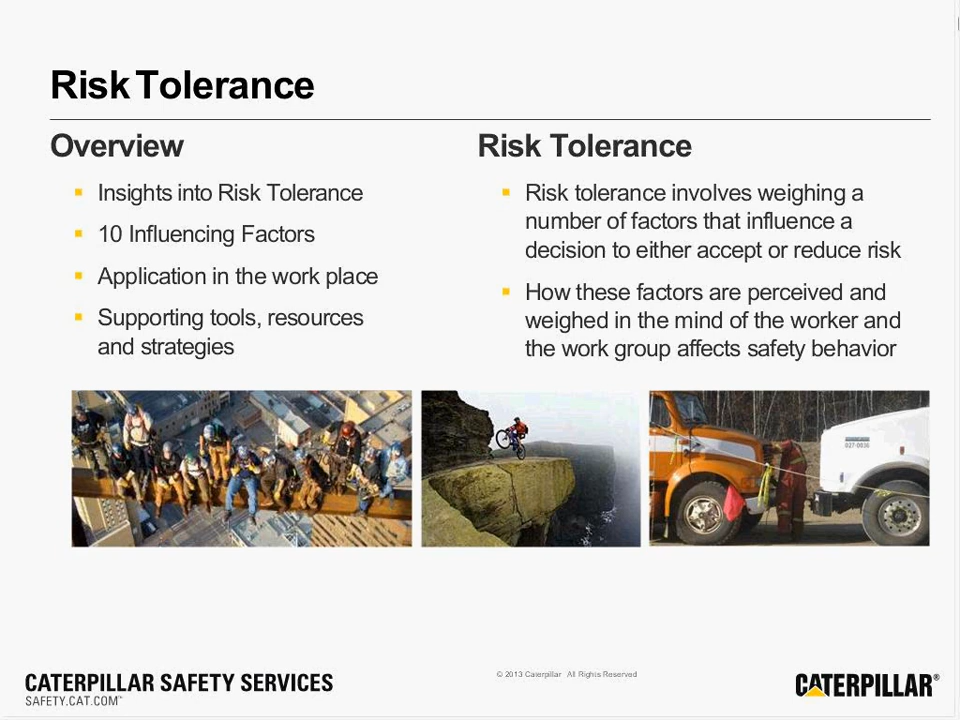 Risk Tolerance
Overview
Insights into Risk Tolerance
10 Influencing Factors
Application in the work place
Supporting tools, resources
and strategies
Risk Tolerance
Risk tolerance involves weighing a
number of factors that influence a
decision to either accept or reduce risk
How these factors are perceived and
weighed in the mind of the worker and
the work group affects safety behavior
© 2013 Caterpillar All Rights Reserved
CATERPILLAR SAFETY SERVICES
SAFETY.CAT.COM™
CATERPILLAR®